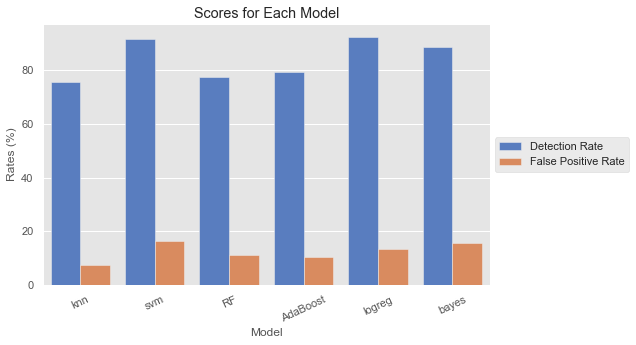 Scores for Each Model
Rates (%)
80
60
40
20
0
knn
svm
RF
AdaBoost
logreg
bayes
Model
Detection Rate
False Positive Rate